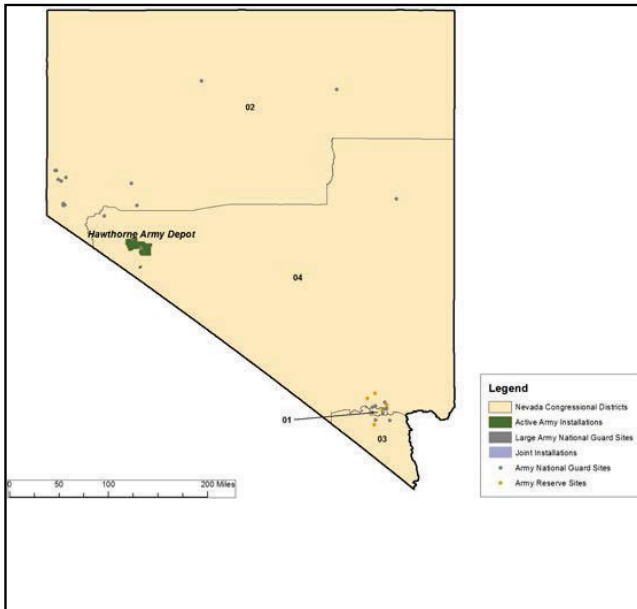 02
Hawthorne Army Depot
04
01
03
Legend
Nevada Congressional Districts
Active Army Installations
Large Army National Guard Sites
Joint Installations
Army National Guard Sites
Army Reserve Sites
0 50 100 200 Miles